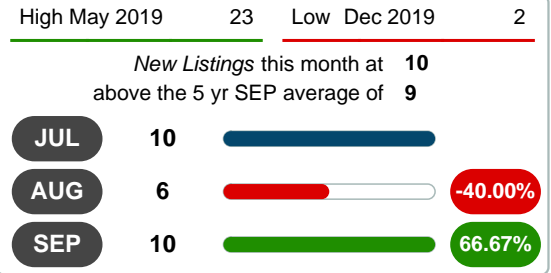 High May 2019 23 Low Dec 2019 2
New Listings this month at 10
above the 5 yr SEP average of 9
JUL 10
AUG 6 -40.00%
SEP 10 66.67%